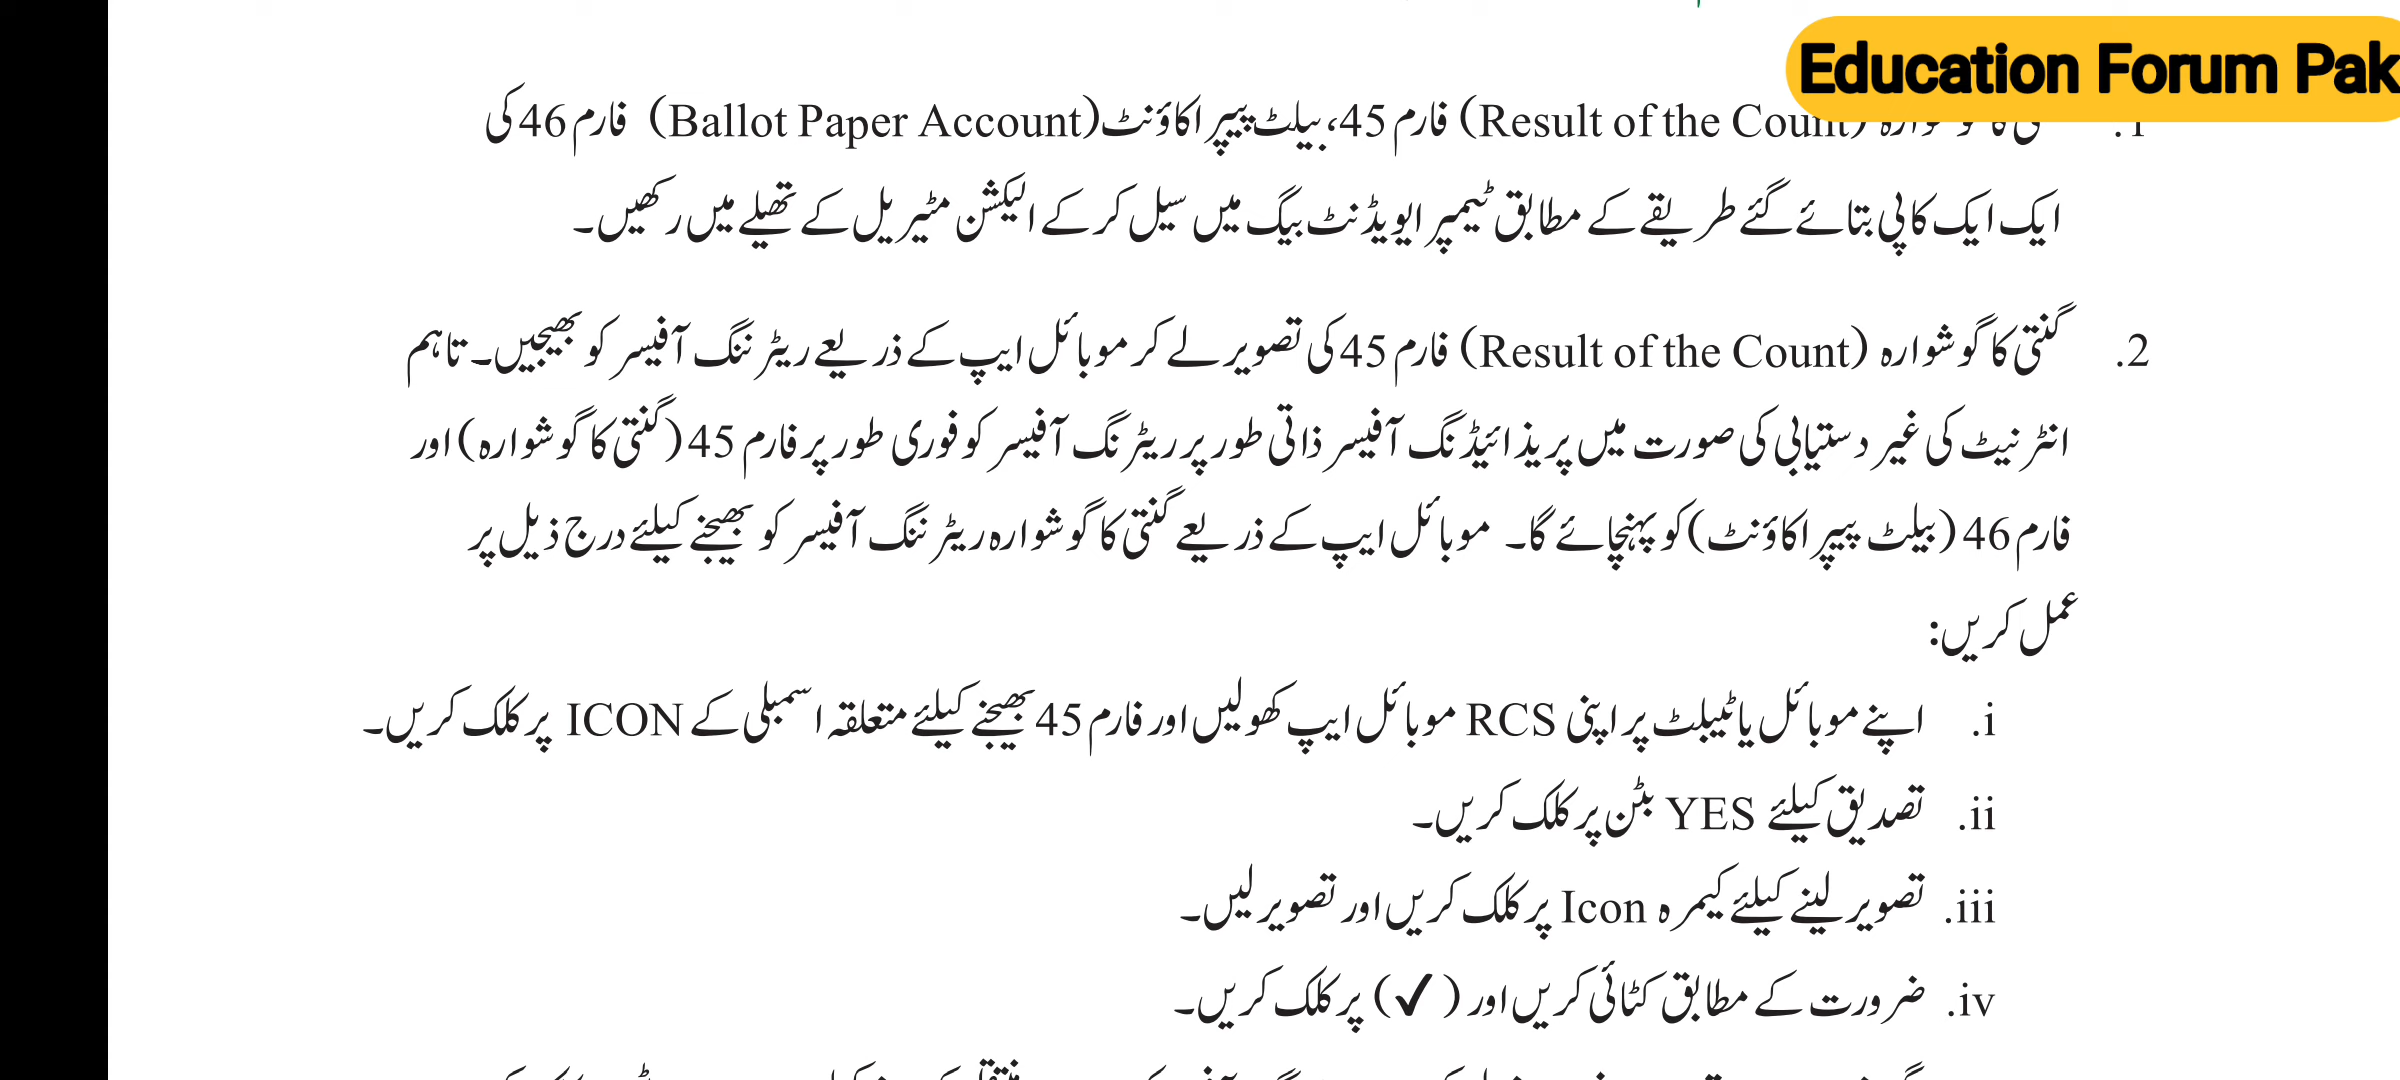 Education Forum Pak
1. (Result of the Count) فارم 45، بیلٹ پیپر اکاؤنٹ (Ballot Paper Account) فارم 46 کی
ایک ایک کاپی بتائے گئے طریقے کے مطابق ٹیمپر ایویڈنٹ بیگ میں سیل کر کے الیکشن مٹیریل کے تھیلے میں رکھیں۔
2. گنتی کا گوشوارہ (Result of the Count) فارم 45 کی تصویر لے کر موبائل ایپ کے ذریعے ریٹرننگ آفیسر کو بھیجیں۔ تاہم
انٹرنیٹ کی غیر دستیابی کی صورت میں پریذائیڈنگ آفیسر ذاتی طور پر ریٹرنگ آفیسر کو فوری طور پر فارم 45 (گنتی کا گوشوارہ) اور
فارم 46 (بیلٹ پیپر اکاؤنٹ) کو پہنچائے گا۔ موبائل ایپ کے ذریعے گنتی کا گوشوارہ ریٹرننگ آفیسر کو بھیجنے کیلئے درج ذیل پر
عمل کریں:
i. اپنے موبائل یا ٹیبلٹ پر اپنی RCS موبائل ایپ کھولیں اور فارم 45 بھیجنے کیلئے متعلقہ اسمبلی کے ICON پر کلک کریں۔
ii. تصدیق کیلئے YES بٹن پر کلک کریں۔
iii. تصویر لینے کیلئے کیمرہ Icon پر کلک کریں اور تصویر لیں۔
iv. ضرورت کے مطابق کٹائی کریں اور (✓) پر کلک کریں۔